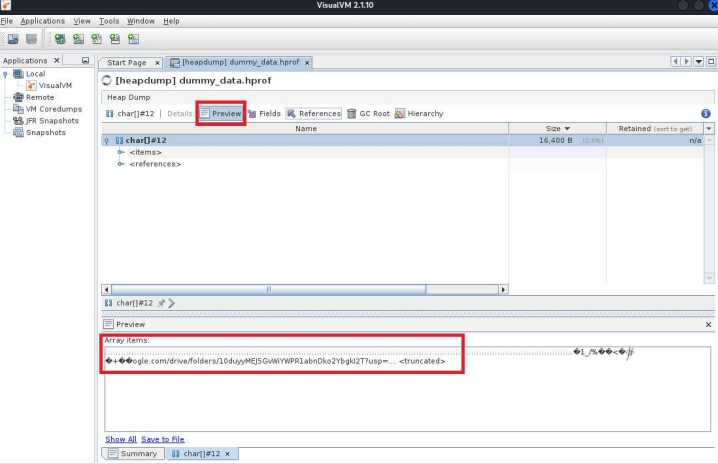 VisualVM 2.1.10
File Applications View Tools Window Help
Applications ×
Start Page × [heapdump] dummy_data.hprof ×
Local
VisualVM
Remote
VM Coredumps
JFR Snapshots
Snapshots
[heapdump] dummy_data.hprof
Heap Dump
char[]#12 | Details: Preview Fields References GC Root Hierarchy
Name Size Retained (sort to get)
char[]#12 16,400 B (0.6%) n/a
<items>
<references>
char[]#12
Preview ×
Array items:
�1_/%��<�
�+��ogle.com/drive/folders/10duyyMEJ5GvWiYWPR1abnDko2YbgkI2T?usp=... <truncated>
Show All Save to File
Summary char[]#12 ×